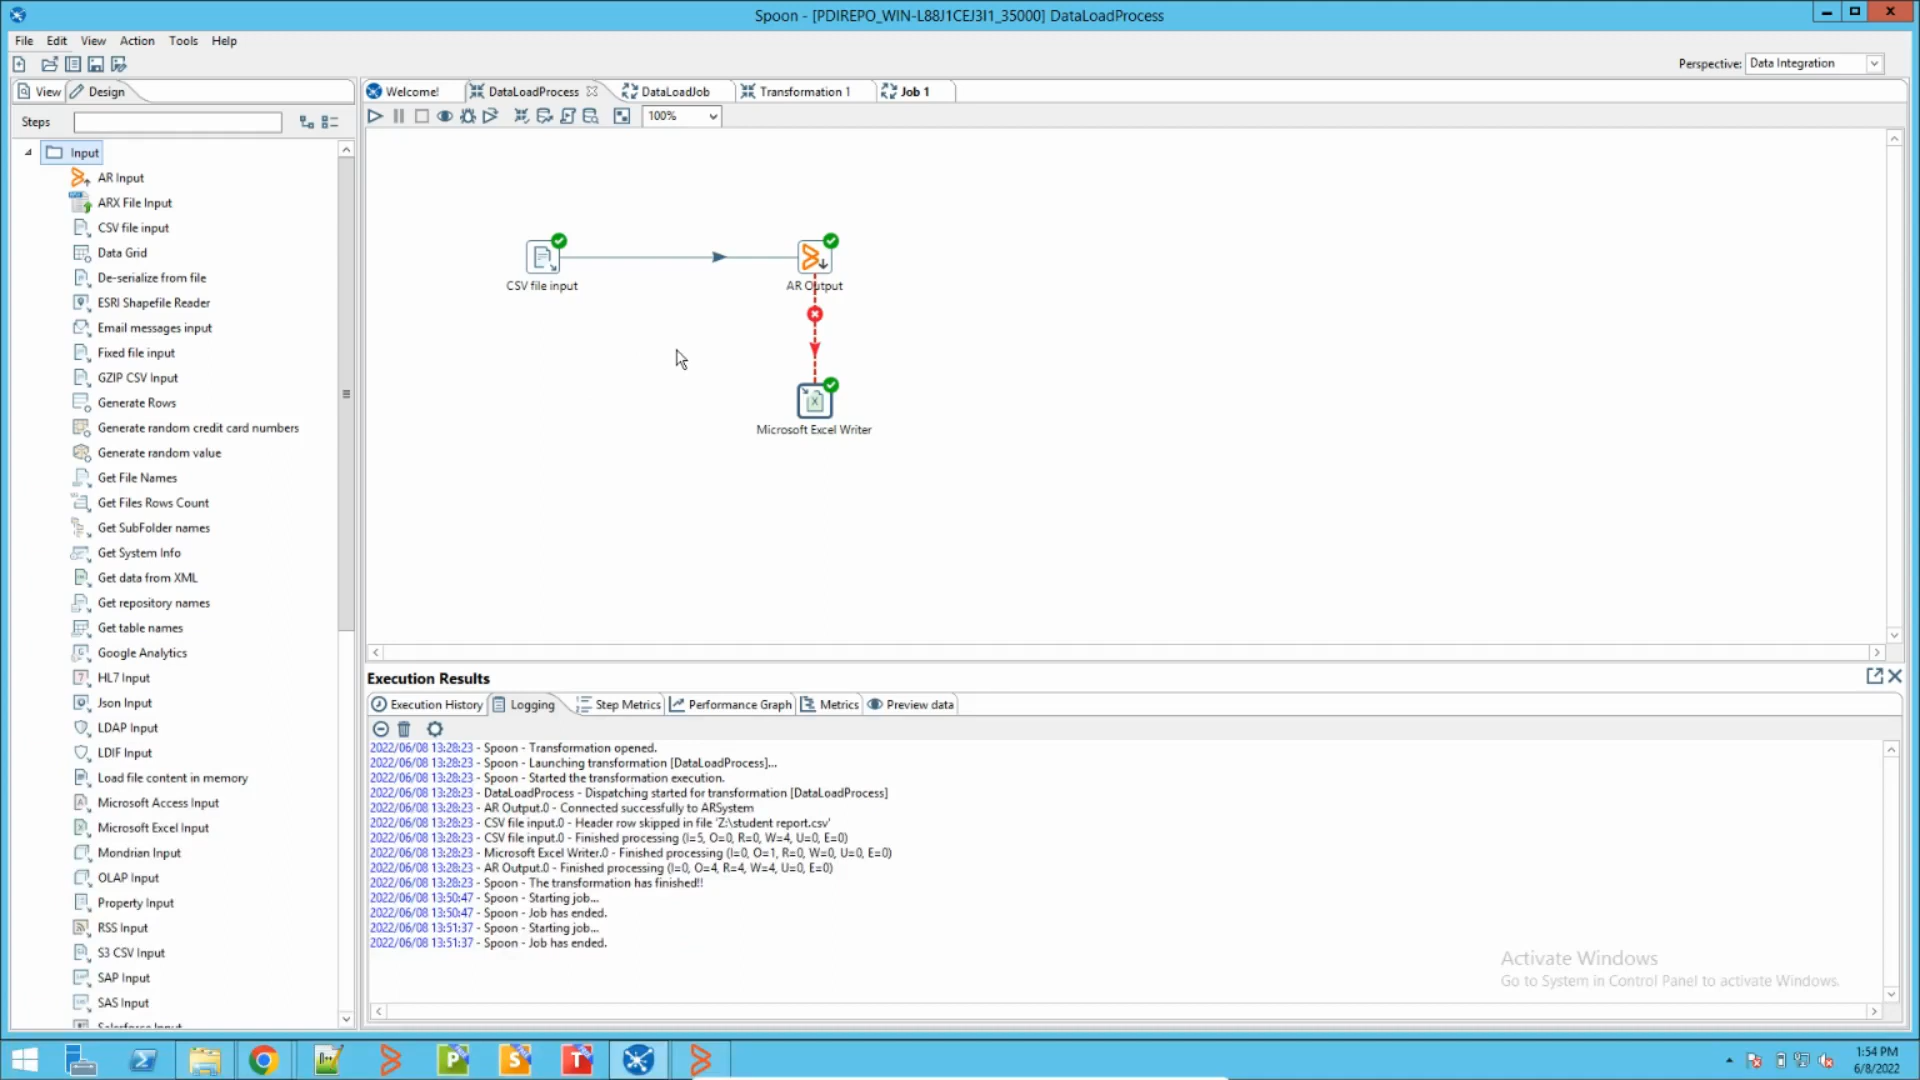 Spoon - [PDIREPO_WIN-L88J1CEJ3I1_35000] DataLoadProcess
File Edit View Action Tools Help
Perspective: Data Integration
View Design
Welcome! DataLoadProcess DataLoadJob Transformation 1 Job 1
Steps
100%
Input
AR Input
ARX File Input
CSV file input
Data Grid
De-serialize from file
ESRI Shapefile Reader
Email messages input
Fixed file input
GZIP CSV Input
Generate Rows
Generate random credit card numbers
Generate random value
Get File Names
Get Files Rows Count
Get SubFolder names
Get System Info
Get data from XML
Get repository names
Get table names
Google Analytics
HL7 Input
Json Input
LDAP Input
LDIF Input
Load file content in memory
Microsoft Access Input
Microsoft Excel Input
Mondrian Input
OLAP Input
Property Input
RSS Input
S3 CSV Input
SAP Input
SAS Input
Salesforce Input
CSV file input
AR Output
Microsoft Excel Writer
Execution Results
Execution History Logging Step Metrics Performance Graph Metrics Preview data
2022/06/08 13:28:23 - Spoon - Transformation opened.
2022/06/08 13:28:23 - Spoon - Launching transformation [DataLoadProcess]...
2022/06/08 13:28:23 - Spoon - Started the transformation execution.
2022/06/08 13:28:23 - DataLoadProcess - Dispatching started for transformation [DataLoadProcess]
2022/06/08 13:28:23 - AR Output.0 - Connected successfully to ARSystem
2022/06/08 13:28:23 - CSV file input.0 - Header row skipped in file 'Z:\student report.csv'
2022/06/08 13:28:23 - CSV file input.0 - Finished processing (I=5, O=0, R=0, W=4, U=0, E=0)
2022/06/08 13:28:23 - Microsoft Excel Writer.0 - Finished processing (I=0, O=1, R=0, W=0, U=0, E=0)
2022/06/08 13:28:23 - AR Output.0 - Finished processing (I=0, O=4, R=4, W=4, U=0, E=0)
2022/06/08 13:28:23 - Spoon - The transformation has finished!!
2022/06/08 13:50:47 - Spoon - Starting job...
2022/06/08 13:50:47 - Spoon - Job has ended.
2022/06/08 13:51:37 - Spoon - Starting job...
2022/06/08 13:51:37 - Spoon - Job has ended.
Activate Windows
Go to System in Control Panel to activate Windows.
P S T
1:54 PM
6/8/2022